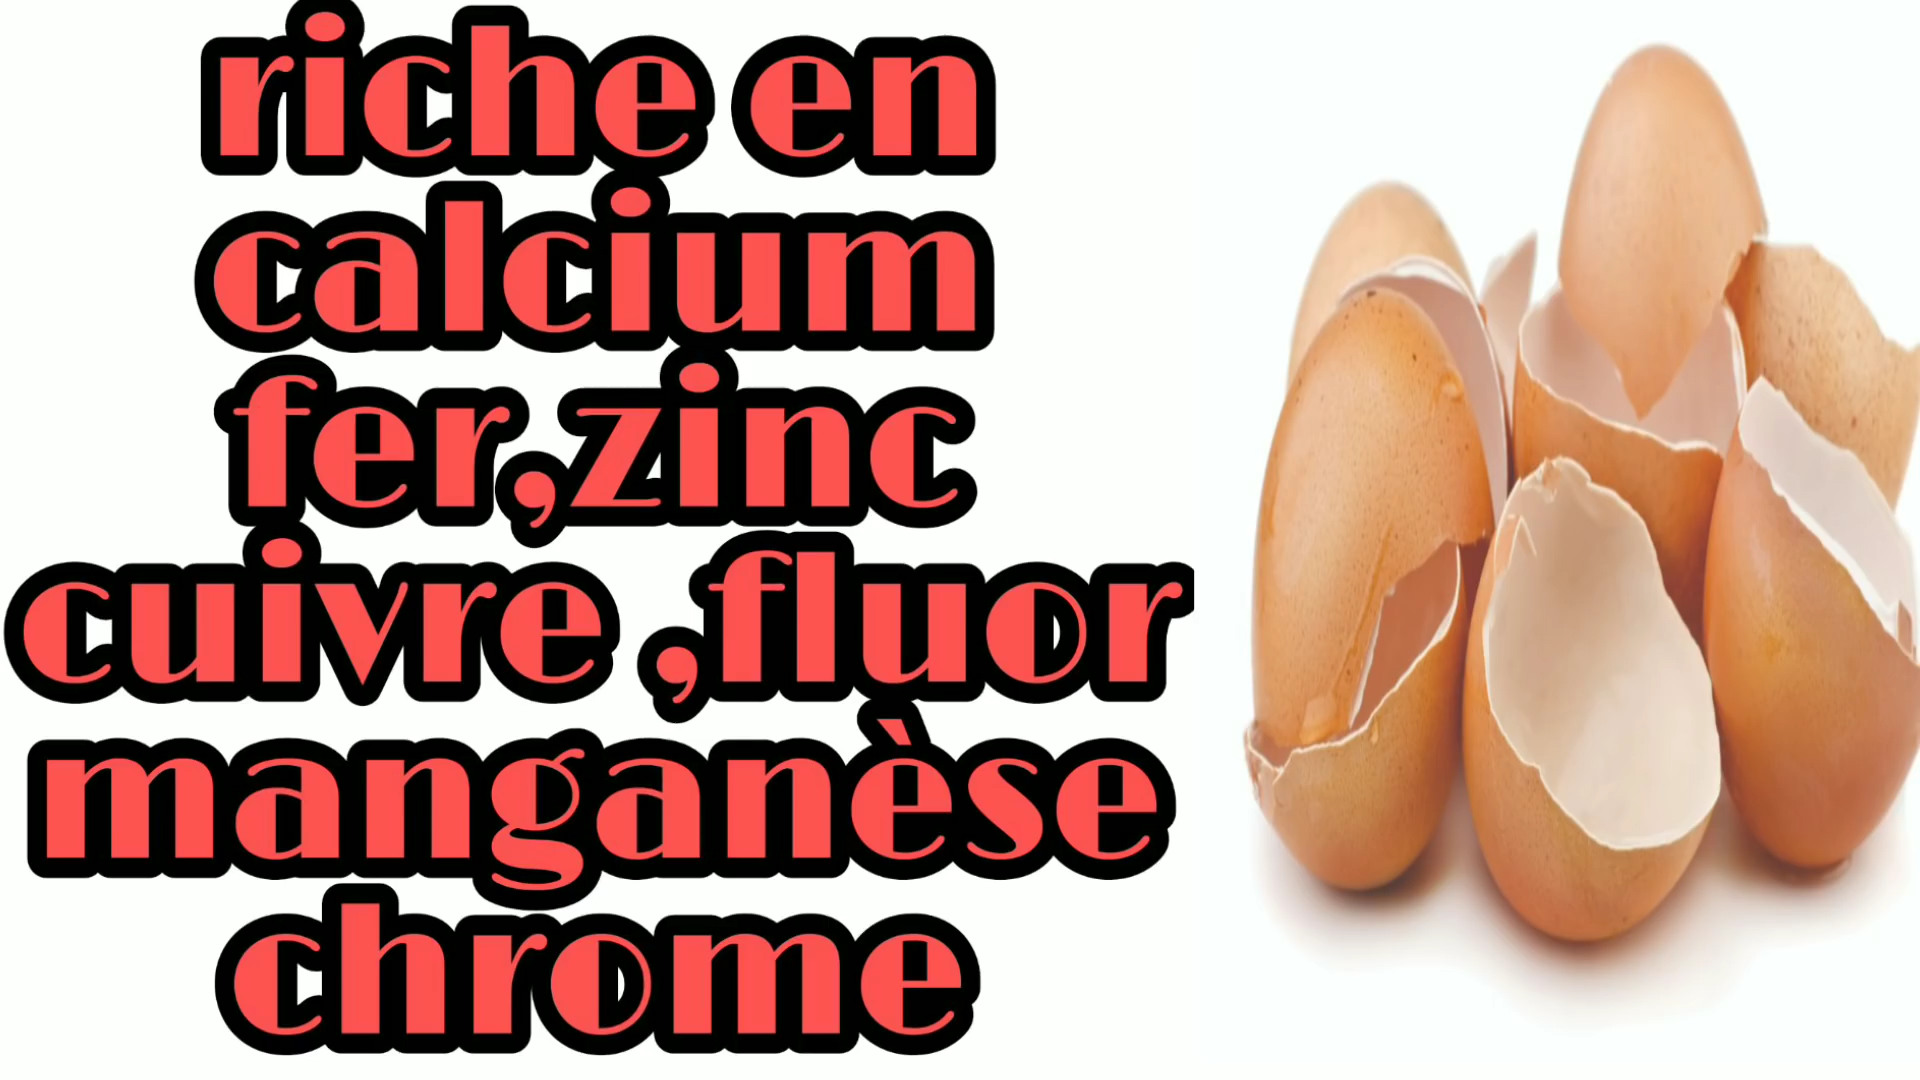 riche en
calcium
fer,zinc
cuivre ,fluor
manganèse
chrome